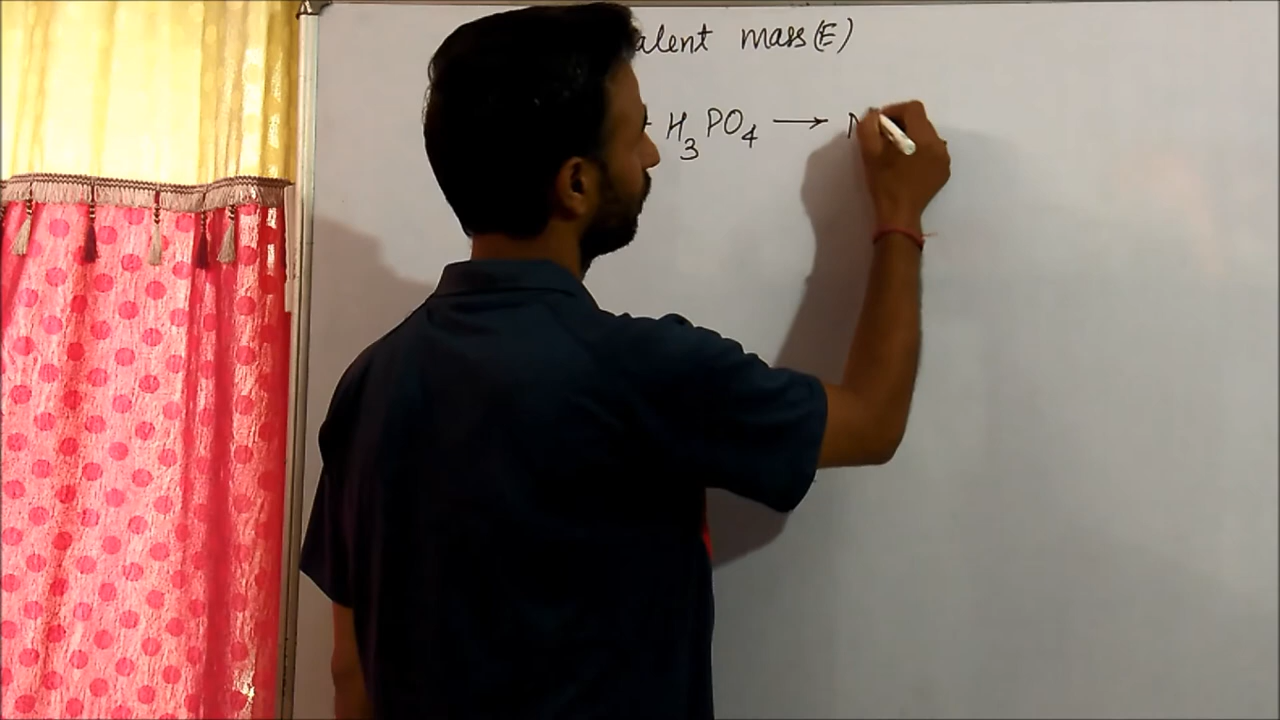 alent mass(E)
+ H3PO4 ⟶ N